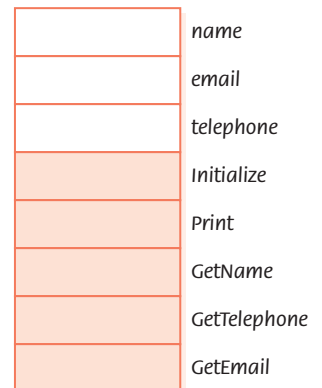 name
email
telephone
Initialize
Print
GetName
GetTelephone
GetEmail